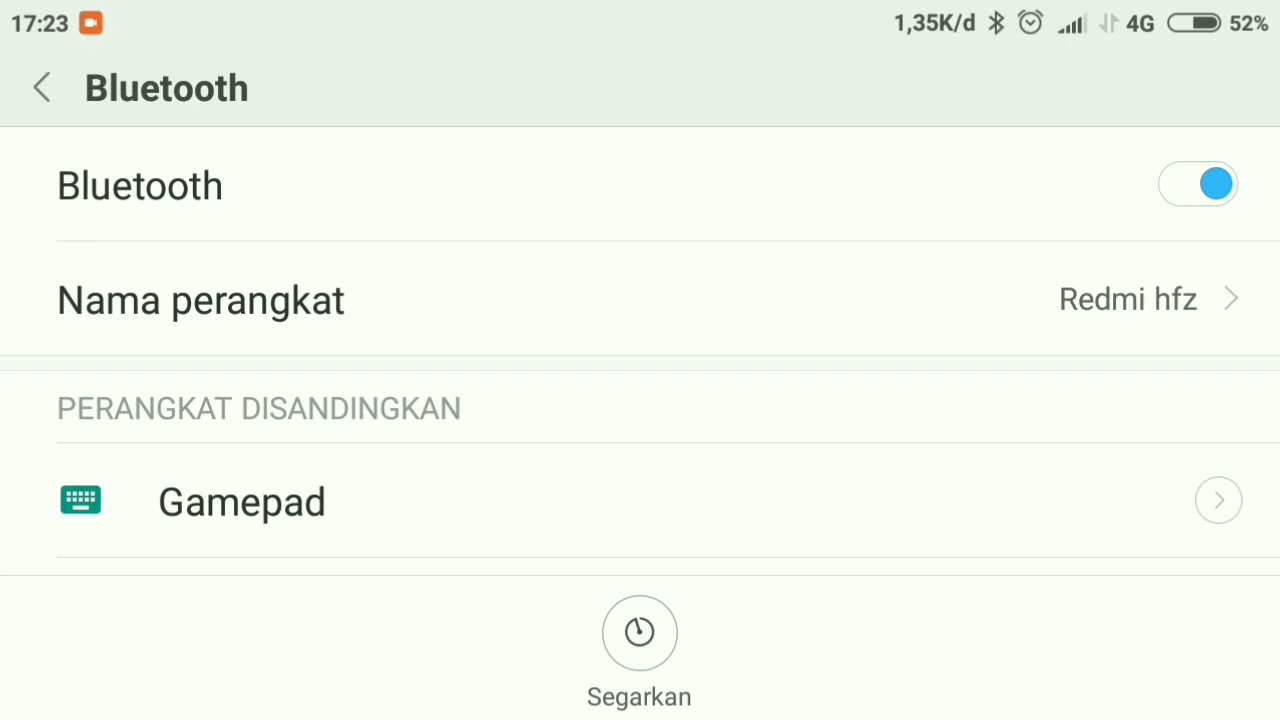 17:23 1,35K/d 4G 52%
Bluetooth
Bluetooth
Nama perangkat Redmi hfz
PERANGKAT DISANDINGKAN
Gamepad
Segarkan